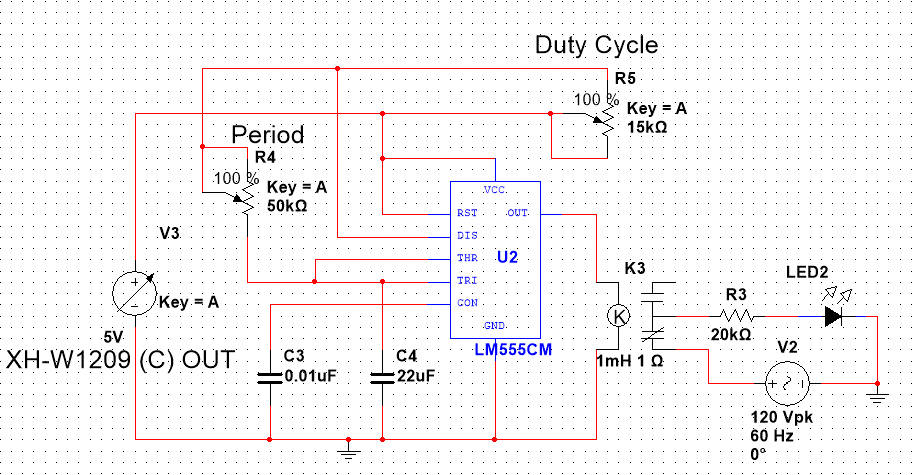 Duty Cycle
R5
100 %
Key = A
15kΩ
Period
R4
100 %
Key = A
50kΩ
VCC
RST
OUT
DIS
THR
U2
TRI
CON
GND
LM555CM
V3
+
Key = A
5V
XH-W1209 (C) OUT
C3
0.01uF
C4
22uF
K3
K
1mH 1 Ω
R3
20kΩ
LED2
V2
120 Vpk
60 Hz
0°